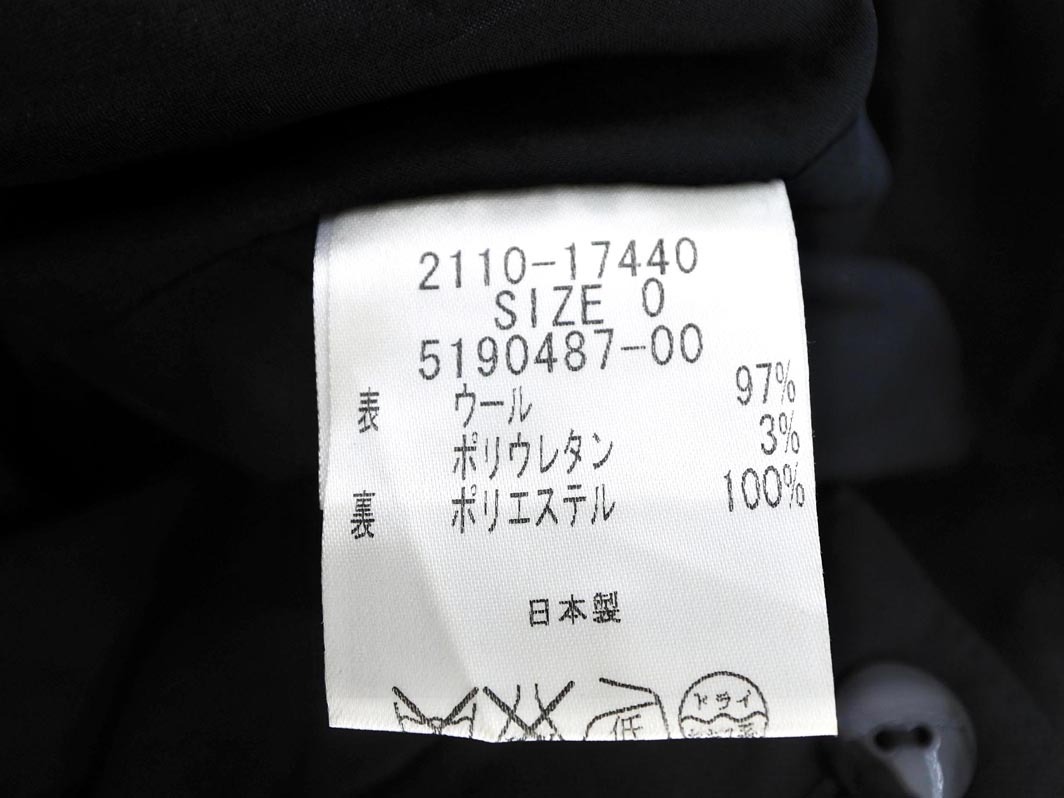 2110-17440
SIZE 0
5190487-00
表 ウール 97%
ポリウレタン 3%
裏 ポリエステル 100%
日本製
低 ドライ